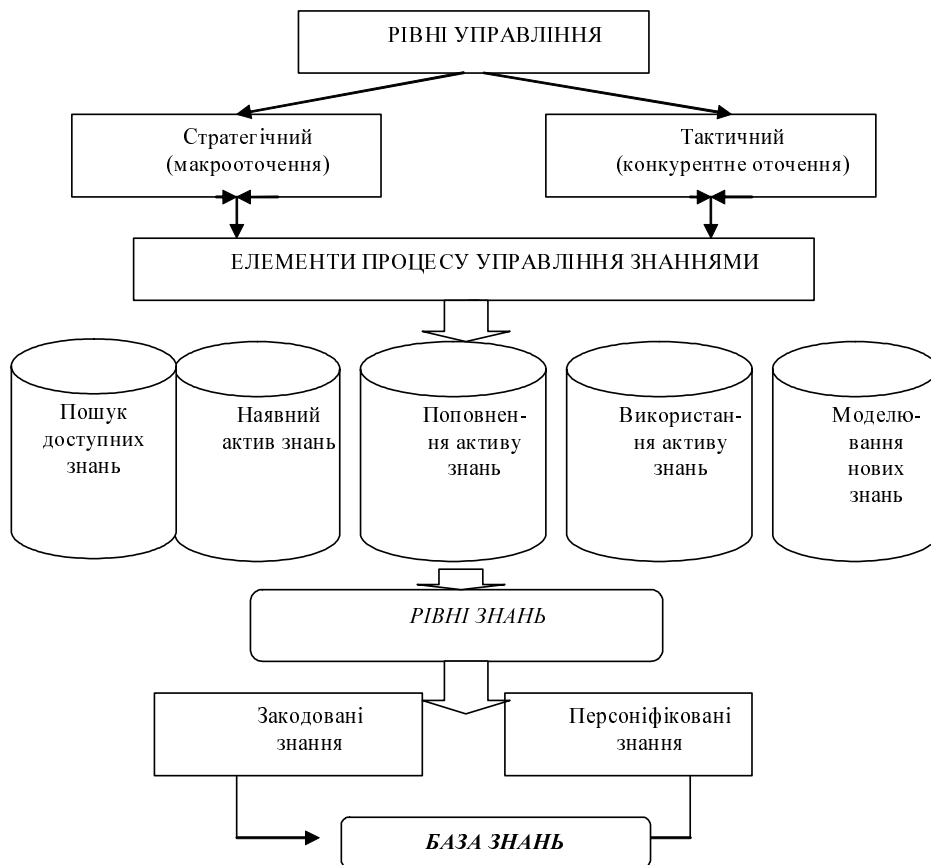 РІВНІ УПРАВЛІННЯ
Стратегічний
(макрооточення)
Тактичний
(конкурентне оточення)
ЕЛЕМЕНТИ ПРОЦЕСУ УПРАВЛІННЯ ЗНАННЯМИ
Пошук
доступних
знань
Наявний
актив знань
Поповнен-
ня активу
знань
Використан-
ня активу
знань
Моделю-
вання
нових
знань
РІВНІ ЗНАНЬ
Закодовані
знання
Персоніфіковані
знання
БАЗА ЗНАНЬ